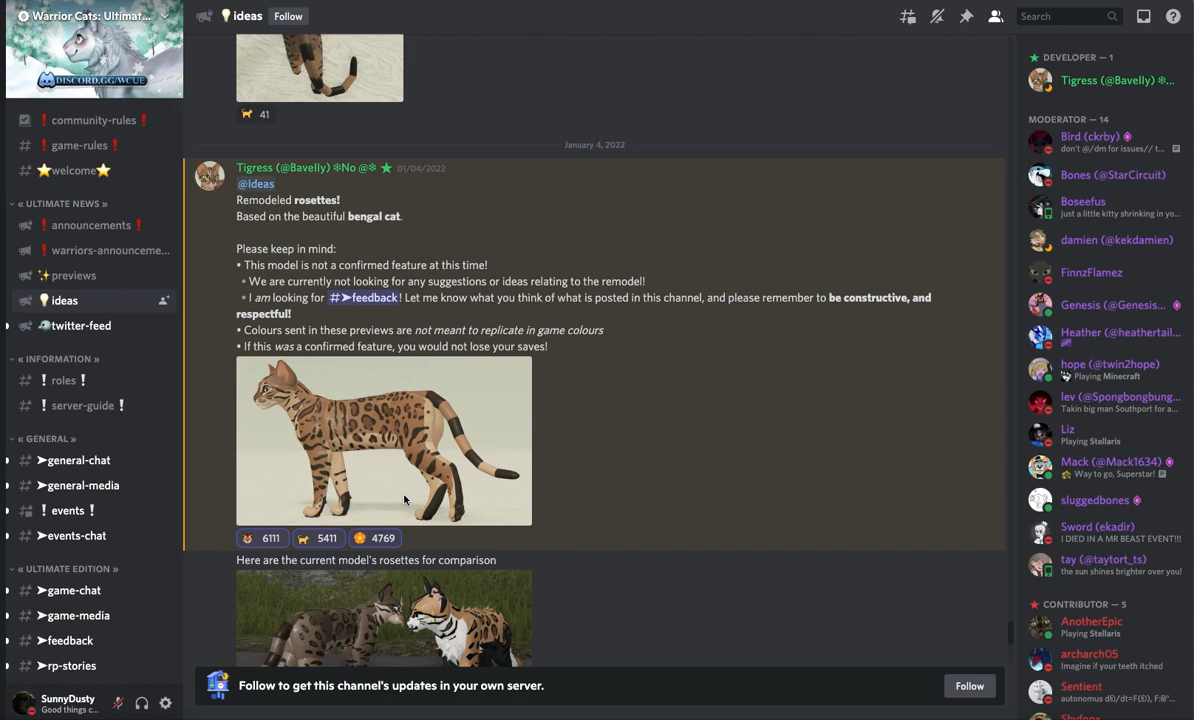 Warrior Cats: Ultimat...
DISCORD.GG/WCUE
❗community-rules❗
❗game-rules❗
⭐welcome⭐
« ULTIMATE NEWS »
❗announcements❗
❗warriors-announceme...
✨previews
💡ideas
twitter-feed
« INFORMATION »
❕roles❕
❕server-guide❕
« GENERAL »
➤general-chat
➤general-media
❕events❕
➤events-chat
« ULTIMATE EDITION »
➤game-chat
➤game-media
➤feedback
➤rp-stories
SunnyDusty
Good things c...
💡ideas
Follow
Search
41
January 4, 2022
Tigress (@Bavelly) ❄No @❄ 01/04/2022
@Ideas
Remodeled rosettes!
Based on the beautiful bengal cat.
Please keep in mind:
• This model is not a confirmed feature at this time!
◦ We are currently not looking for any suggestions or ideas relating to the remodel!
◦ I am looking for #➤feedback! Let me know what you think of what is posted in this channel, and please remember to be constructive, and
respectful!
• Colours sent in these previews are not meant to replicate in game colours
• If this was a confirmed feature, you would not lose your saves!
6111 5411 4769
Here are the current model's rosettes for comparison
Follow to get this channel's updates in your own server.
Follow
DEVELOPER — 1
Tigress (@Bavelly) ❄...
MODERATOR — 14
Bird (ckrby)
don't @/dm for issues// t...
Bones (@StarCircuit)
Boseefus
just a little kitty shrinking in yo...
damien (@kekdamien)
FinnzFlamez
Genesis (@Genesis...
Heather (@heathertail...
hope (@twin2hope)
Playing Minecraft
lev (@Spongbongbung...
Takin big man Southport for a...
Liz
Playing Stellaris
Mack (@Mack1634)
Way to go, Superstar!
sluggedbones
Sword (ekadir)
I DIED IN A MR BEAST EVENT!!!
tay (@taytort_ts)
the sun shines brighter over you!
CONTRIBUTOR — 5
AnotherEpic
Playing Stellaris
archarch05
Imagine if your teeth itched
Sentient